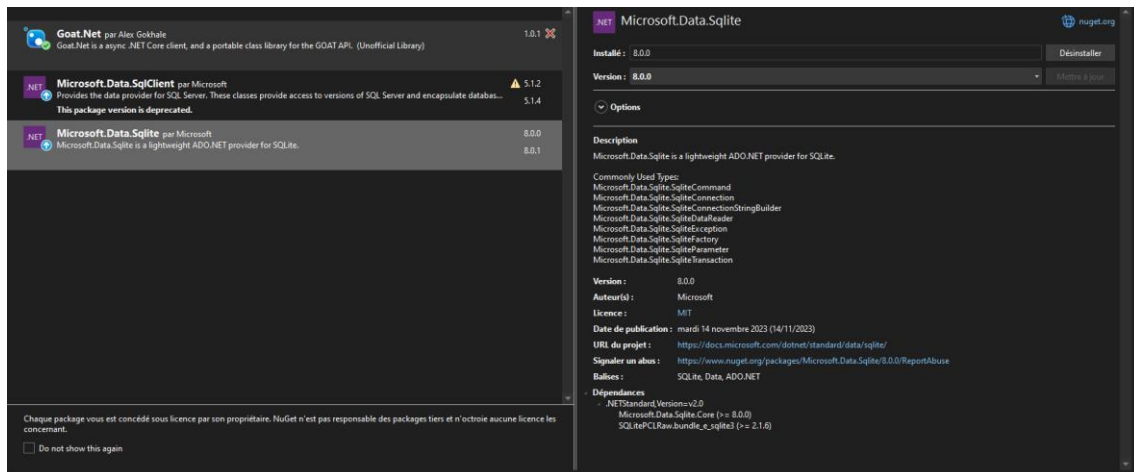 Goat.Net par Alex Gokhale 1.0.1
Goat.Net is a async .NET Core client, and a portable class library for the GOAT API. (Unofficial Library)
.NET Microsoft.Data.SqlClient par Microsoft 5.1.2
Provides the data provider for SQL Server. These classes provide access to versions of SQL Server and encapsulate databas... 5.1.4
This package version is deprecated.
.NET Microsoft.Data.Sqlite par Microsoft 8.0.0
Microsoft.Data.Sqlite is a lightweight ADO.NET provider for SQLite. 8.0.1
Chaque package vous est concédé sous licence par son propriétaire. NuGet n'est pas responsable des packages tiers et n'octroie aucune licence les
concernant.
Do not show this again
.NET Microsoft.Data.Sqlite nuget.org
Installé : 8.0.0 Désinstaller
Version : 8.0.0 Mettre à jour
Options
Description
Microsoft.Data.Sqlite is a lightweight ADO.NET provider for SQLite.
Commonly Used Types:
Microsoft.Data.Sqlite.SqliteCommand
Microsoft.Data.Sqlite.SqliteConnection
Microsoft.Data.Sqlite.SqliteConnectionStringBuilder
Microsoft.Data.Sqlite.SqliteDataReader
Microsoft.Data.Sqlite.SqliteException
Microsoft.Data.Sqlite.SqliteFactory
Microsoft.Data.Sqlite.SqliteParameter
Microsoft.Data.Sqlite.SqliteTransaction
Version : 8.0.0
Auteur(s) : Microsoft
Licence : MIT
Date de publication : mardi 14 novembre 2023 (14/11/2023)
URL du projet : https://docs.microsoft.com/dotnet/standard/data/sqlite/
Signaler un abus : https://www.nuget.org/packages/Microsoft.Data.Sqlite/8.0.0/ReportAbuse
Balises : SQLite, Data, ADO.NET
Dépendances
.NETStandard,Version=v2.0
Microsoft.Data.Sqlite.Core (>= 8.0.0)
SQLitePCLRaw.bundle_e_sqlite3 (>= 2.1.6)